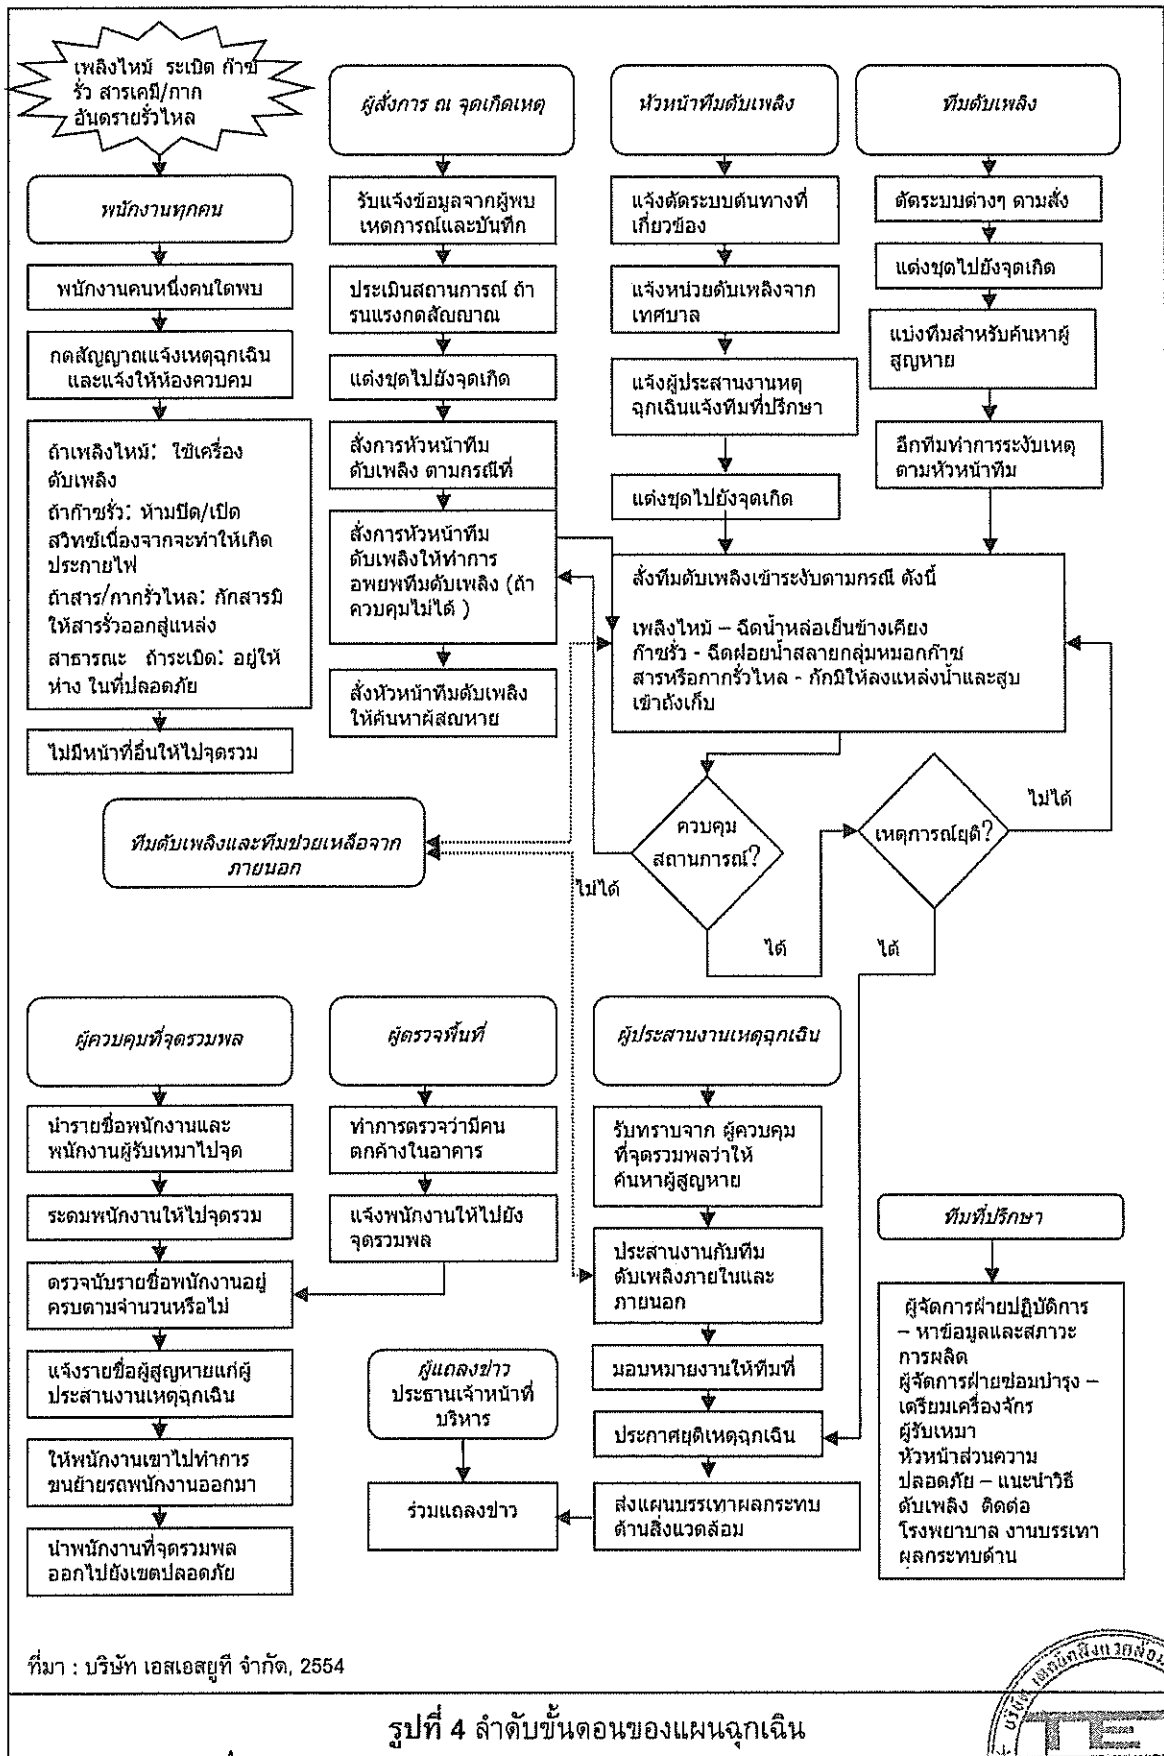 เพลิงไหม้ ระเบิด ก๊าซ
รั่ว สารเคมี/กาก
อันตรายรั่วไหล
พนักงานทุกคน
พนักงานคนหนึ่งคนใดพบ
กดสัญญาณแจ้งเหตุฉุกเฉิน
และแจ้งให้ห้องควบคม
ถ้าเพลิงไหม้: ใช้เครื่อง
ดับเพลิง
ถ้าก๊าซรั่ว: ห้ามปิด/เปิด
สวิทซ์เนื่องจากจะทำให้เกิด
ประกายไฟ
ถ้าสาร/กากรั่วไหล: กักสารมิ
ให้สารรั่วออกสู่แหล่ง
สาธารณะ ถ้าระเบิด: อยู่ให้
ห่าง ในที่ปลอดภัย
ไม่มีหน้าที่อื่นให้ไปจุดรวม
ผู้สั่งการ ณ จุดเกิดเหตุ
รับแจ้งข้อมูลจากผู้พบ
เหตุการณ์และบันทึก
ประเมินสถานการณ์ ถ้า
รนแรงกดสัญญาณ
แต่งชุดไปยังจุดเกิด
สั่งการหัวหน้าทีม
ดับเพลิง ตามกรณีที่
สั่งการหัวหน้าทีม
ดับเพลิงให้ทำการ
อพยพทีมดับเพลิง (ถ้า
ควบคุมไม่ได้ )
สั่งหัวหน้าทีมดับเพลิง
ให้ค้นหาผ้สญหาย
หัวหน้าทีมดับเพลิง
แจ้งตัดระบบต้นทางที่
เกี่ยวข้อง
แจ้งหน่วยดับเพลิงจาก
เทศบาล
แจ้งผู้ประสานงานหตุ
ฉุกเฉินแจ้งทีมที่ปรึกษา
แต่งชุดไปยังจุดเกิด
ทีมดับเพลิง
ตัดระบบต่างๆ ตามสั่ง
แต่งชุดไปยังจุดเกิด
แบ่งทีมสำหรับค้นหาผู้
สูญหาย
อีกทีมทำการระงับเหตุ
ตามหัวหน้าทีม
สั่งทีมดับเพลิงเข้าระงับตามกรณี ดังนี้
เพลิงไหม้ – ฉีดน้ำหล่อเย็นข้างเคียง
ก๊าซรั่ว - ฉีดฝอยน้ำสลายกลุ่มหมอกก๊าซ
สารหรือกากรั่วไหล - กักมิให้ลงแหล่งน้ำและสูบ
เข้าถังเก็บ
ควบคุม
สถานการณ์?
เหตุการณ์ยุติ?
ไม่ได้
ไม่ได้
ได้
ได้
ทีมดับเพลิงและทีมช่วยเหลือจาก
ภายนอก
ผู้ควบคุมที่จุดรวมพล
นำรายชื่อพนักงานและ
พนักงานผู้รับเหมาไปจุด
ระดมพนักงานให้ไปจุดรวม
ตรวจนับรายชื่อพนักงานอยู่
ครบตามจำนวนหรือไม่
แจ้งรายชื่อผู้สูญหายแก่ผู้
ประสานงานเหตุฉุกเฉิน
ให้พนักงานเขาไปทำการ
ขนย้ายรถพนักงานออกมา
นำพนักงานที่จุดรวมพล
ออกไปยังเขตปลอดภัย
ผู้ตรวจพื้นที่
ทำการตรวจว่ามีคน
ตกค้างในอาคาร
แจ้งพนักงานให้ไปยัง
จุดรวมพล
ผู้แถลงข่าว
ประธานเจ้าหน้าที่
บริหาร
ร่วมแถลงข่าว
ผู้ประสานงานเหตุฉุกเฉิน
รับทราบจาก ผู้ควบคุม
ที่จุดรวมพลว่าให้
ค้นหาผู้สูญหาย
ประสานงานกับทีม
ดับเพลิงภายในและ
ภายนอก
มอบหมายงานให้ทีมที่
ประกาศยุติเหตุฉุกเฉิน
ส่งแผนบรรเทาผลกระทบ
ด้านสิ่งแวดล้อม
ทีมที่ปรึกษา
ผู้จัดการฝ่ายปฏิบัติการ
– หาข้อมูลและสภาวะ
การผลิต
ผู้จัดการฝ่ายซ่อมบำรุง –
เตรียมเครื่องจักร
ผู้รับเหมา
หัวหน้าส่วนความ
ปลอดภัย – แนะนำวิธี
ดับเพลิง ติดต่อ
โรงพยาบาล งานบรรเทา
ผลกระทบด้าน
ที่มา : บริษัท เอสเอสยูที จำกัด, 2554
รูปที่ 4 ลำดับขั้นตอนของแผนฉุกเฉิน